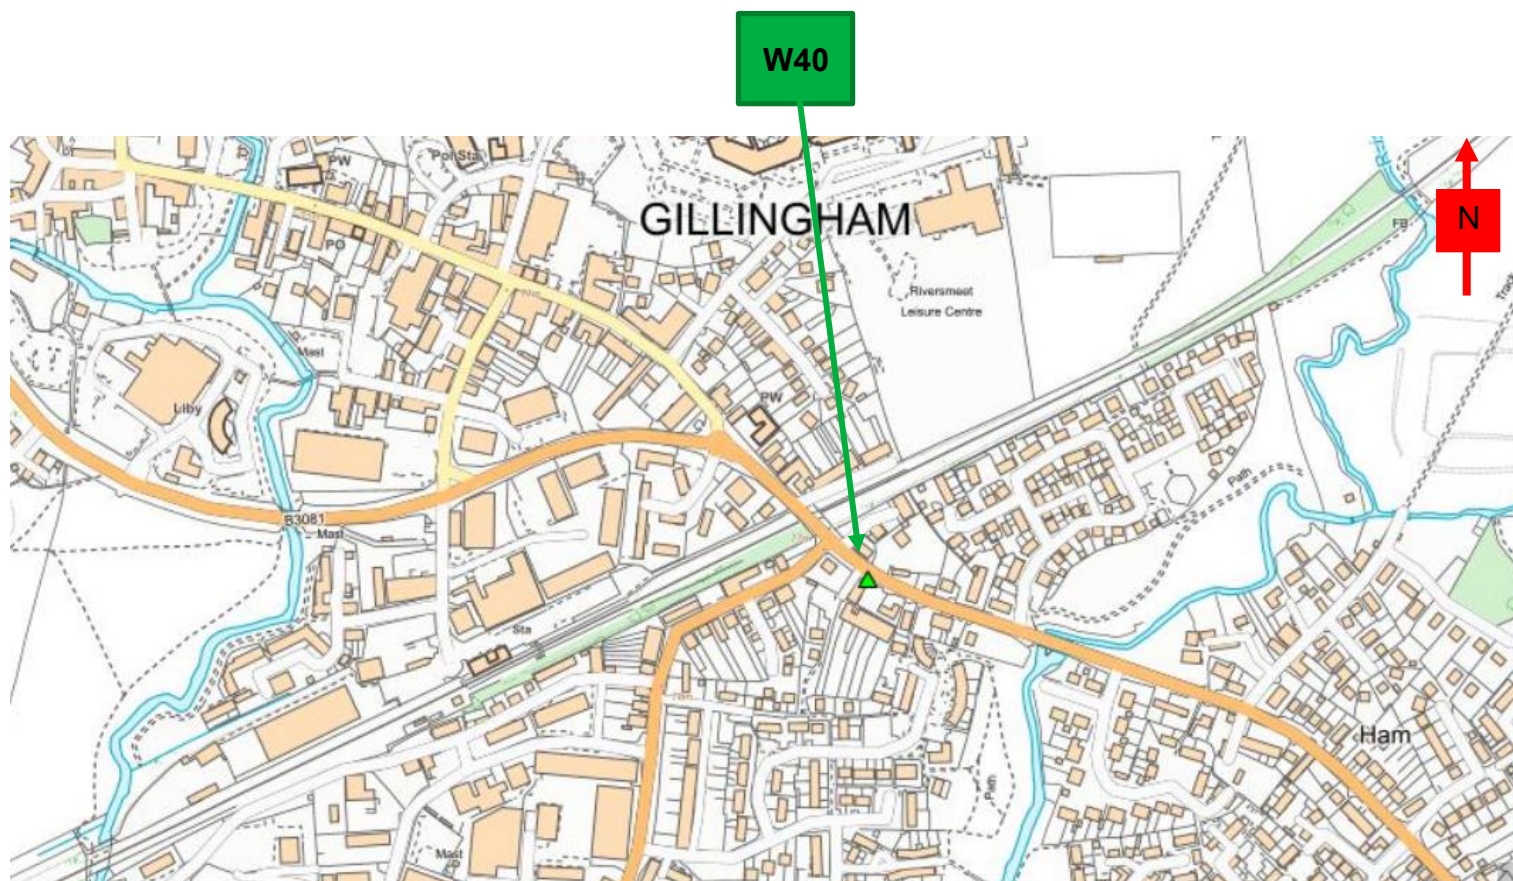 W40
PW
Pol Sta
GILLINGHAM
N
FB
PO
Riversmeet
Leisure Centre
Track
Mast
PW
Liby
Path
B3081
Mast
Sta
Ham
Path
Mast